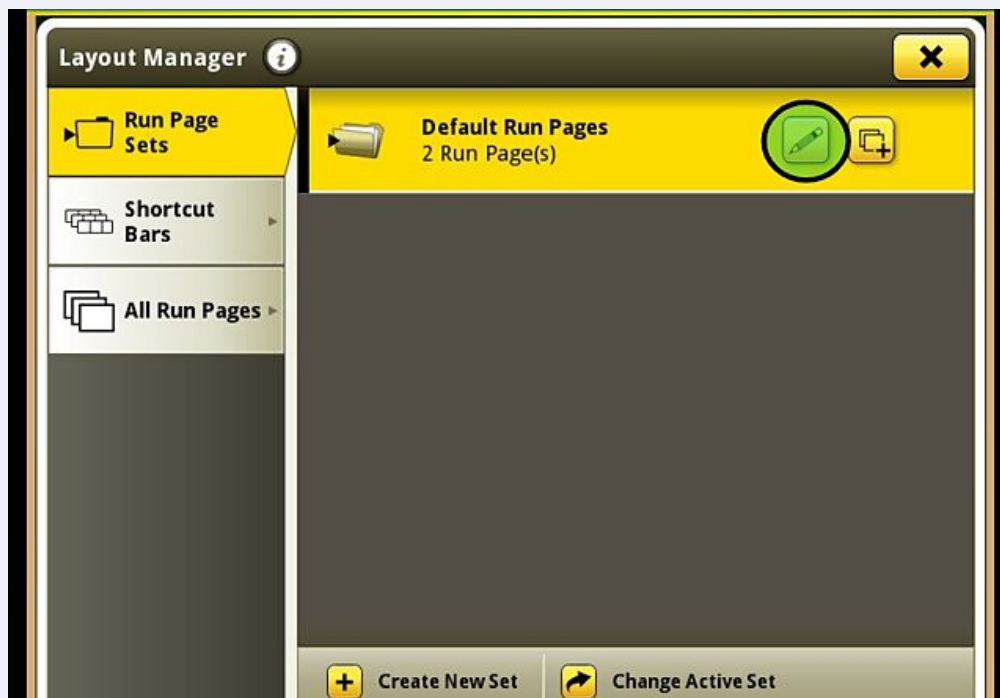 Layout Manager i
Run Page
Sets
Default Run Pages
2 Run Page(s)
Shortcut
Bars
All Run Pages
Create New Set
Change Active Set